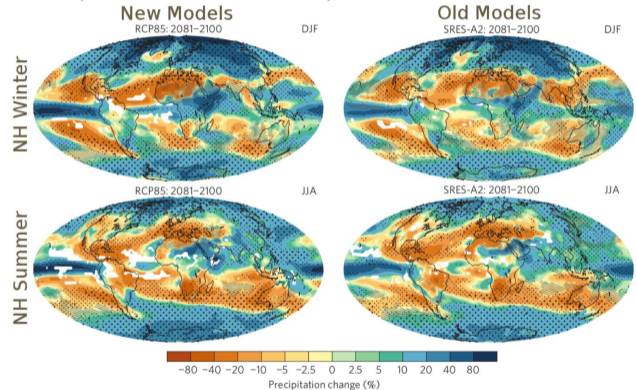 New Models
Old Models
RCP85: 2081–2100
DJF
SRES-A2: 2081–2100
DJF
NH Winter
RCP85: 2081–2100
JJA
SRES-A2: 2081–2100
JJA
NH Summer
−80 −40 −20 −10 −5 −2.5 0 2.5 5 10 20 40 80
Precipitation change (%)